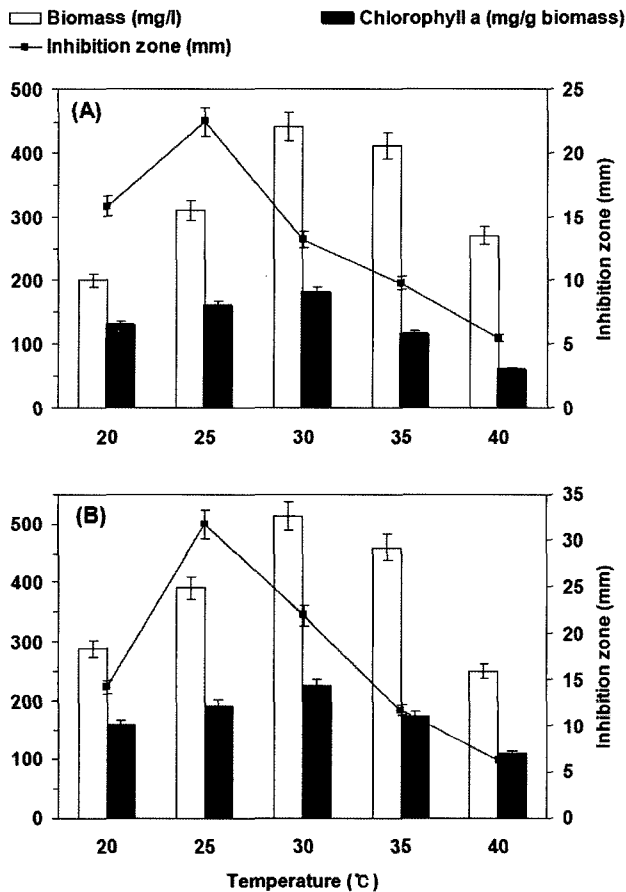 Biomass (mg/l)
Chlorophyll a (mg/g biomass)
Inhibition zone (mm)
(A)
500
400
300
200
100
0
25
20
15
10
5
0
Inhibition zone (mm)
20 25 30 35 40
(B)
500
400
300
200
100
0
35
30
25
20
15
10
5
0
Inhibition zone (mm)
20 25 30 35 40
Temperature (℃)